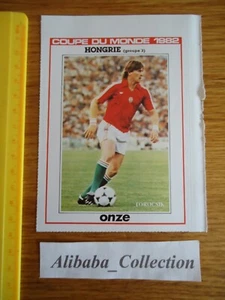 COUPE DU MONDE 1982
HONGRIE (groupe 3)
onze
Alibaba_Collection